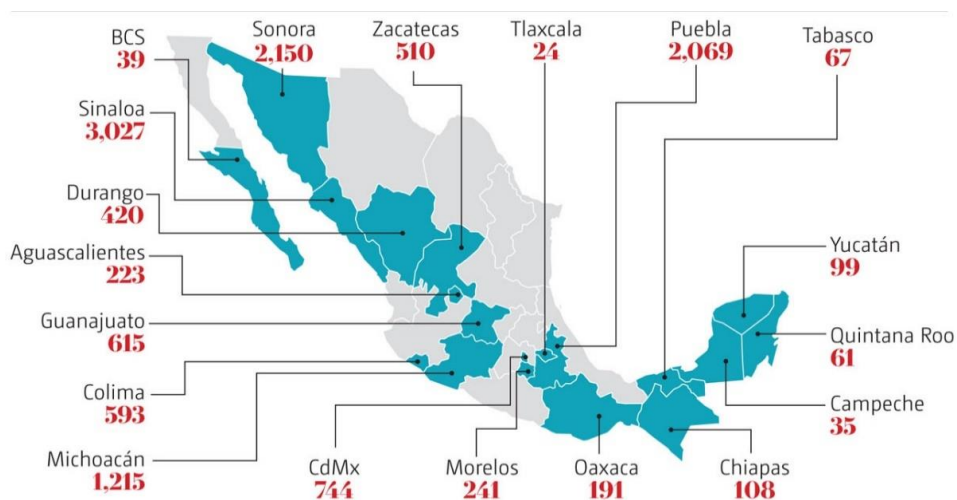 BCS
39
Sonora
2,150
Zacatecas
510
Tlaxcala
24
Puebla
2,069
Tabasco
67
Sinaloa
3,027
Durango
420
Aguascalientes
223
Guanajuato
615
Colima
593
Michoacán
1,215
CdMx
744
Morelos
241
Oaxaca
191
Chiapas
108
Yucatán
99
Quintana Roo
61
Campeche
35